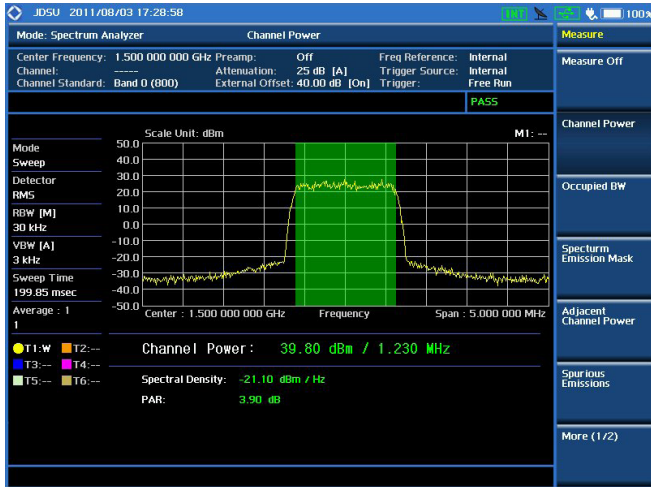 JDSU 2011/08/03 17:28:58 INT 100%
Mode: Spectrum Analyzer Channel Power Measure
Center Frequency: 1.500 000 000 GHz Preamp: Off Freq Reference: Internal
Channel: ----- Attenuation: 25 dB [A] Trigger Source: Internal
Channel Standard: Band 0 (800) External Offset: 40.00 dB [On] Trigger: Free Run
PASS
Measure Off
Channel Power
Occupied BW
Specturm
Emission Mask
Adjacent
Channel Power
Spurious
Emissions
More (1/2)
Scale Unit: dBm M1: --
Mode
Sweep
Detector
RMS
RBW [M]
30 kHz
VBW [A]
3 kHz
Sweep Time
199.85 msec
Average : 1
1
T1:W T2:--
T3:-- T4:--
T5:-- T6:--
50.0
40.0
30.0
20.0
10.0
0.0
-10.0
-20.0
-30.0
-40.0
-50.0
Center : 1.500 000 000 GHz Frequency Span : 5.000 000 MHz
Channel Power: 39.80 dBm / 1.230 MHz
Spectral Density: -21.10 dBm / Hz
PAR: 3.90 dB